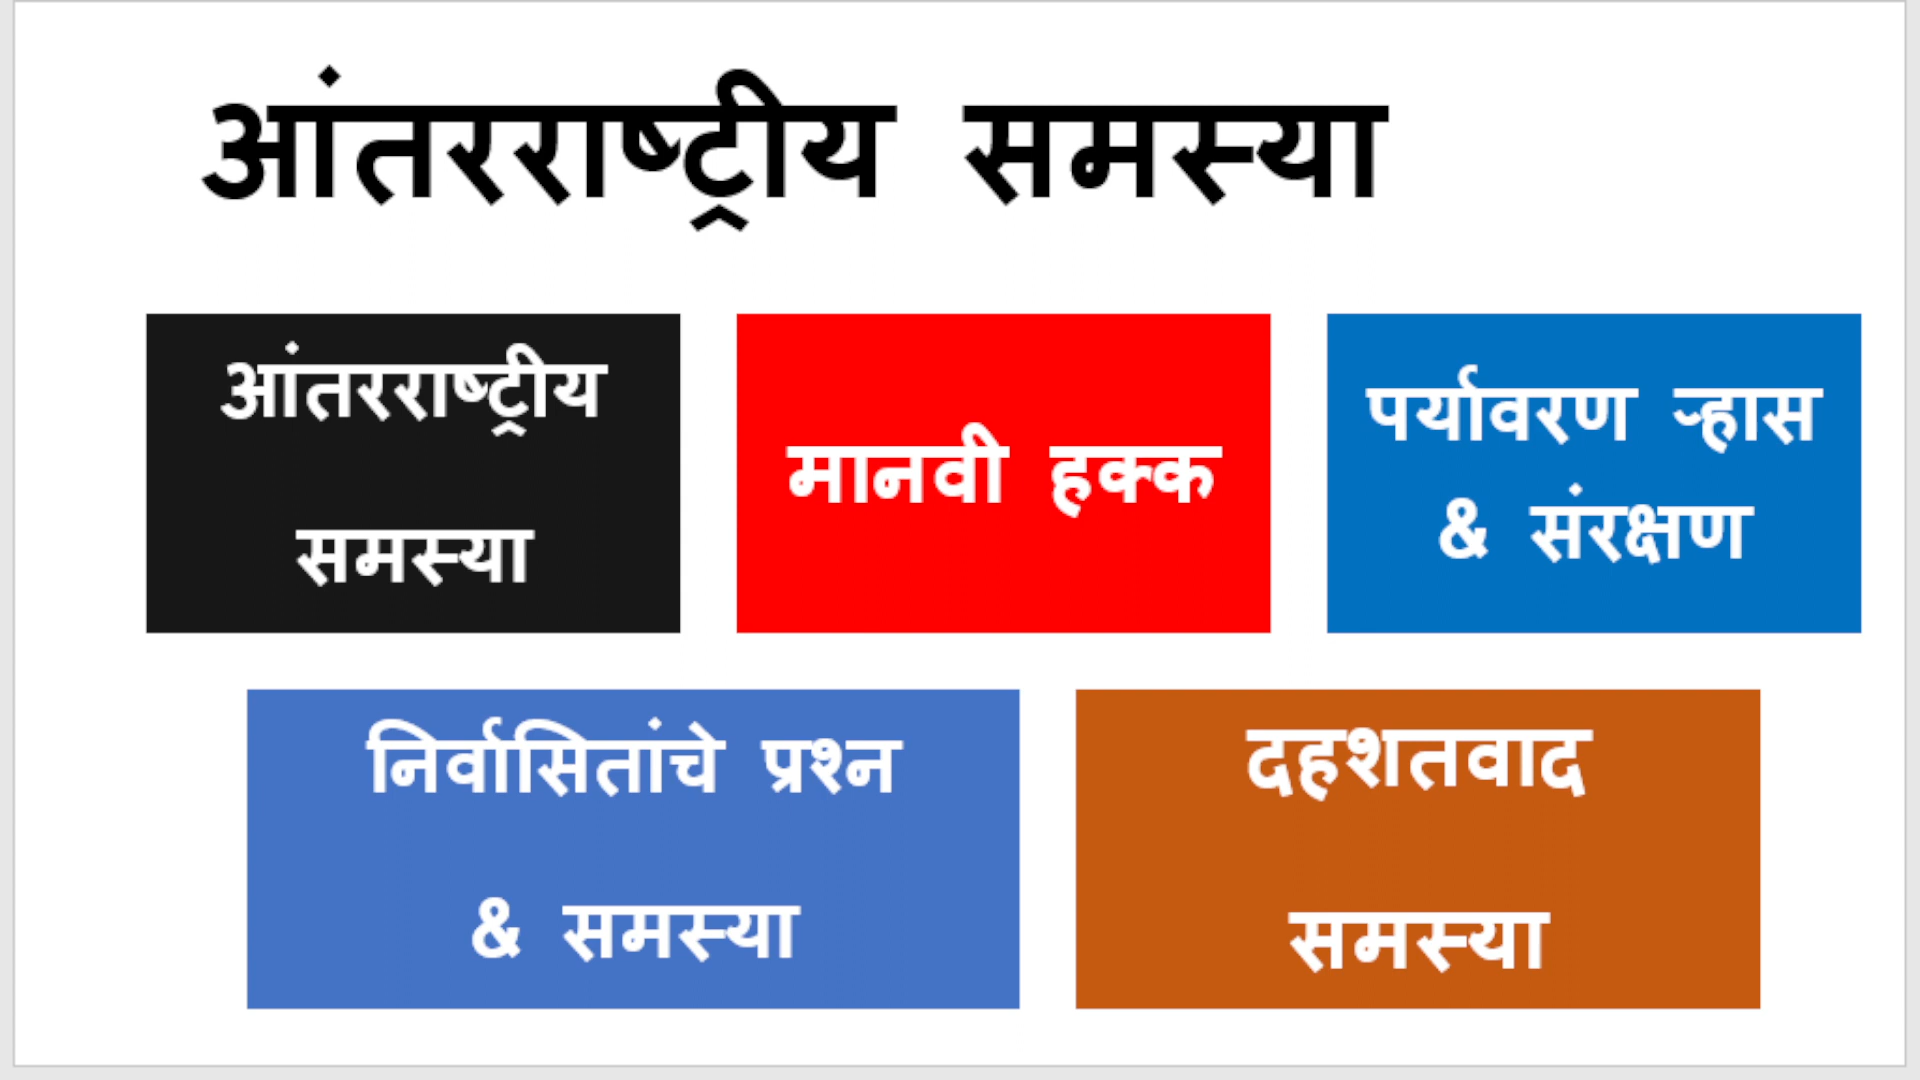 आंतरराष्ट्रीय समस्या
आंतरराष्ट्रीय
समस्या
मानवी हक्क
पर्यावरण ऱ्हास
& संरक्षण
निर्वासितांचे प्रश्न
& समस्या
दहशतवाद
समस्या